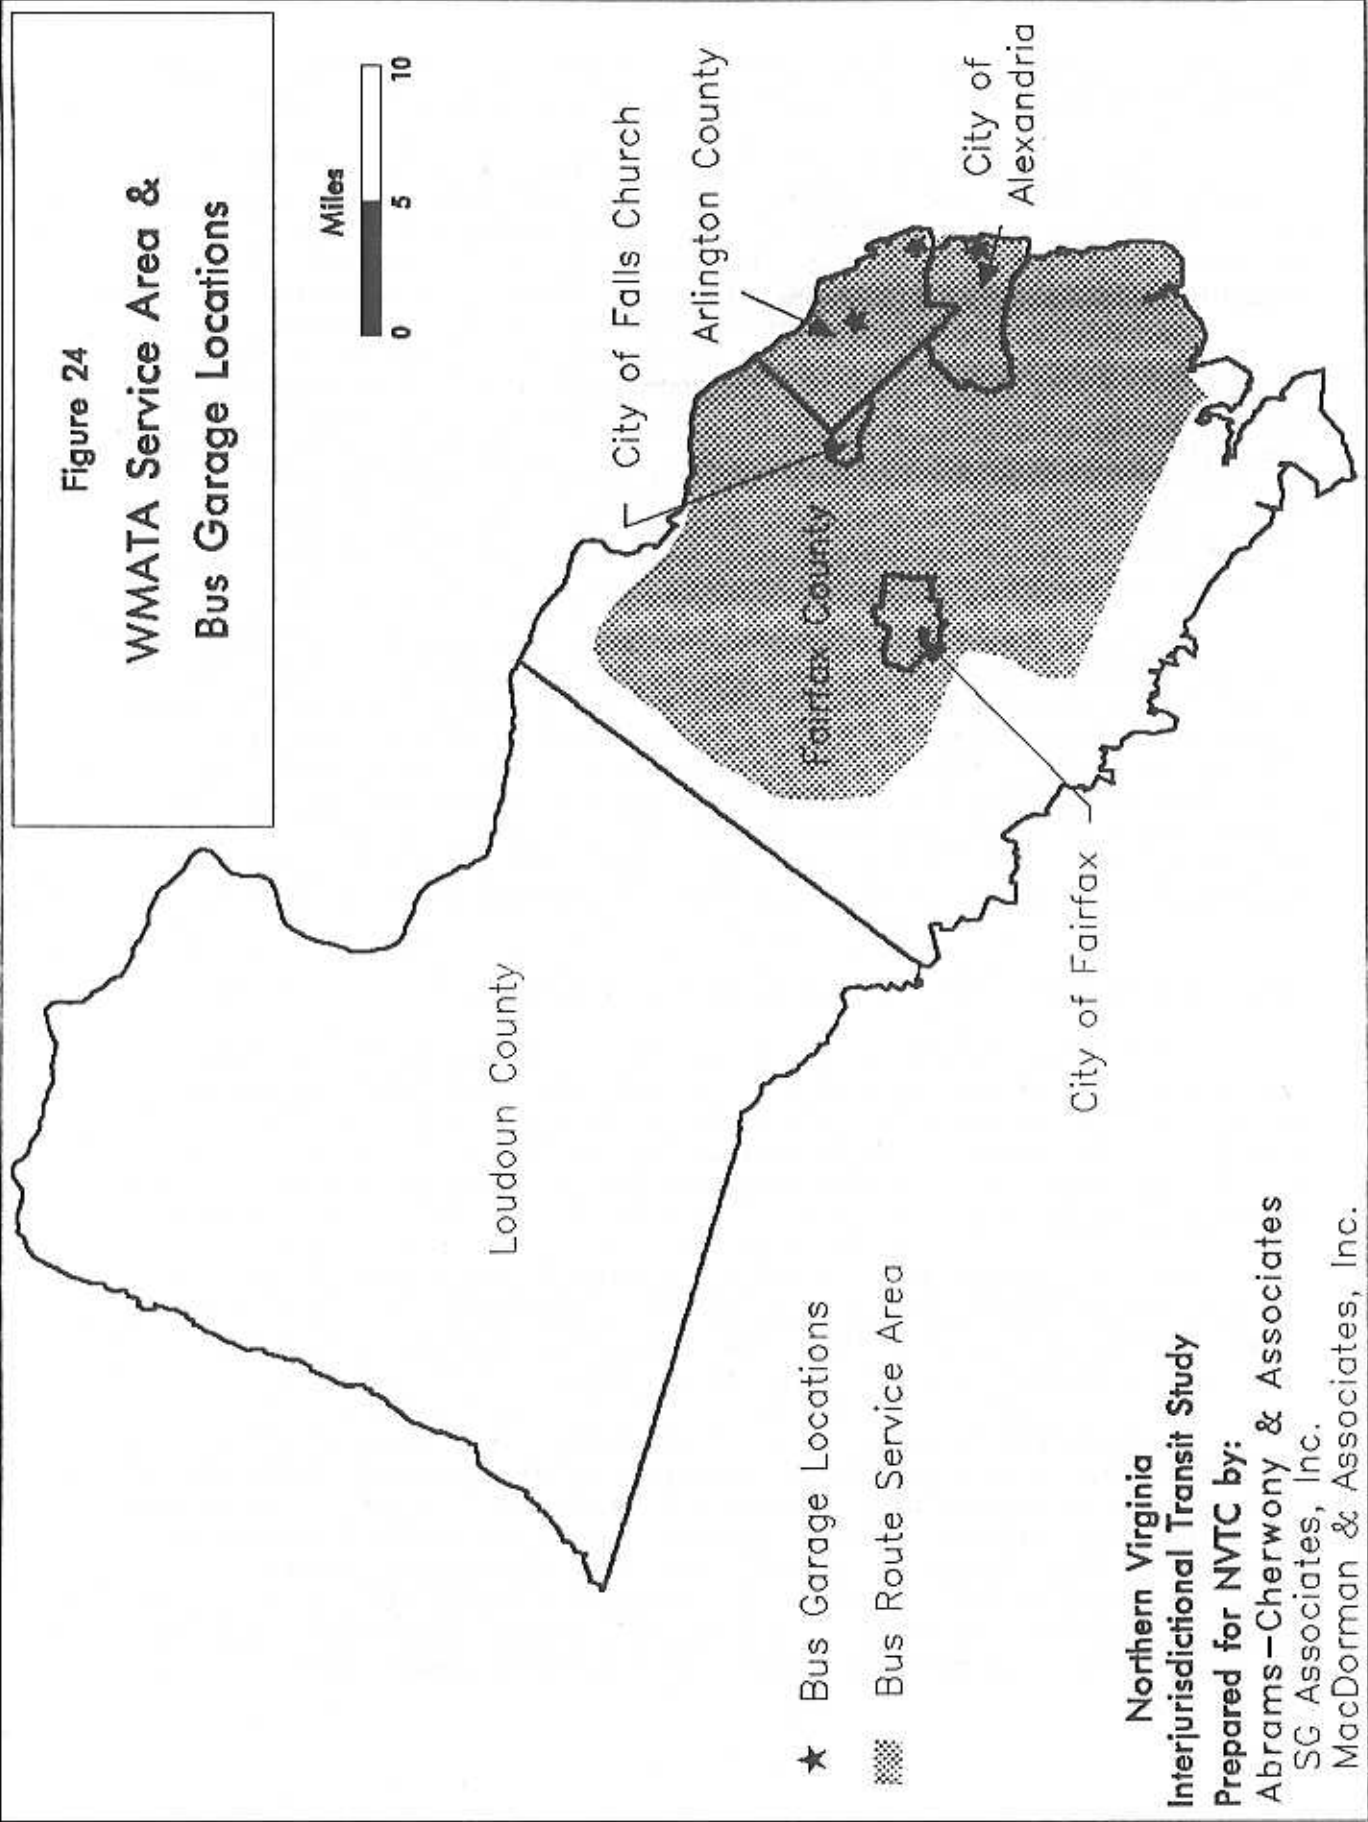 Figure 24
WMATA Service Area &
Bus Garage Locations
Miles
0 5 10
City of Falls Church
Arlington County
City of
Alexandria
Loudoun County
Fairfax County
City of Fairfax
Bus Garage Locations
Bus Route Service Area
Northern Virginia
Interjurisdictional Transit Study
Prepared for NVTC by:
Abrams-Cherwony & Associates
SG Associates, Inc.
MacDorman & Associates, Inc.